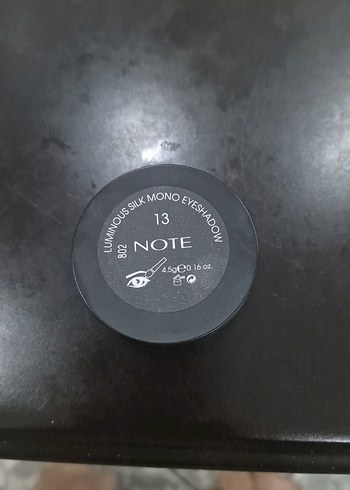 LUMINOUS SILK MONO EYESHADOW
13
802
NOTE
4.5g℮0.16 oz.